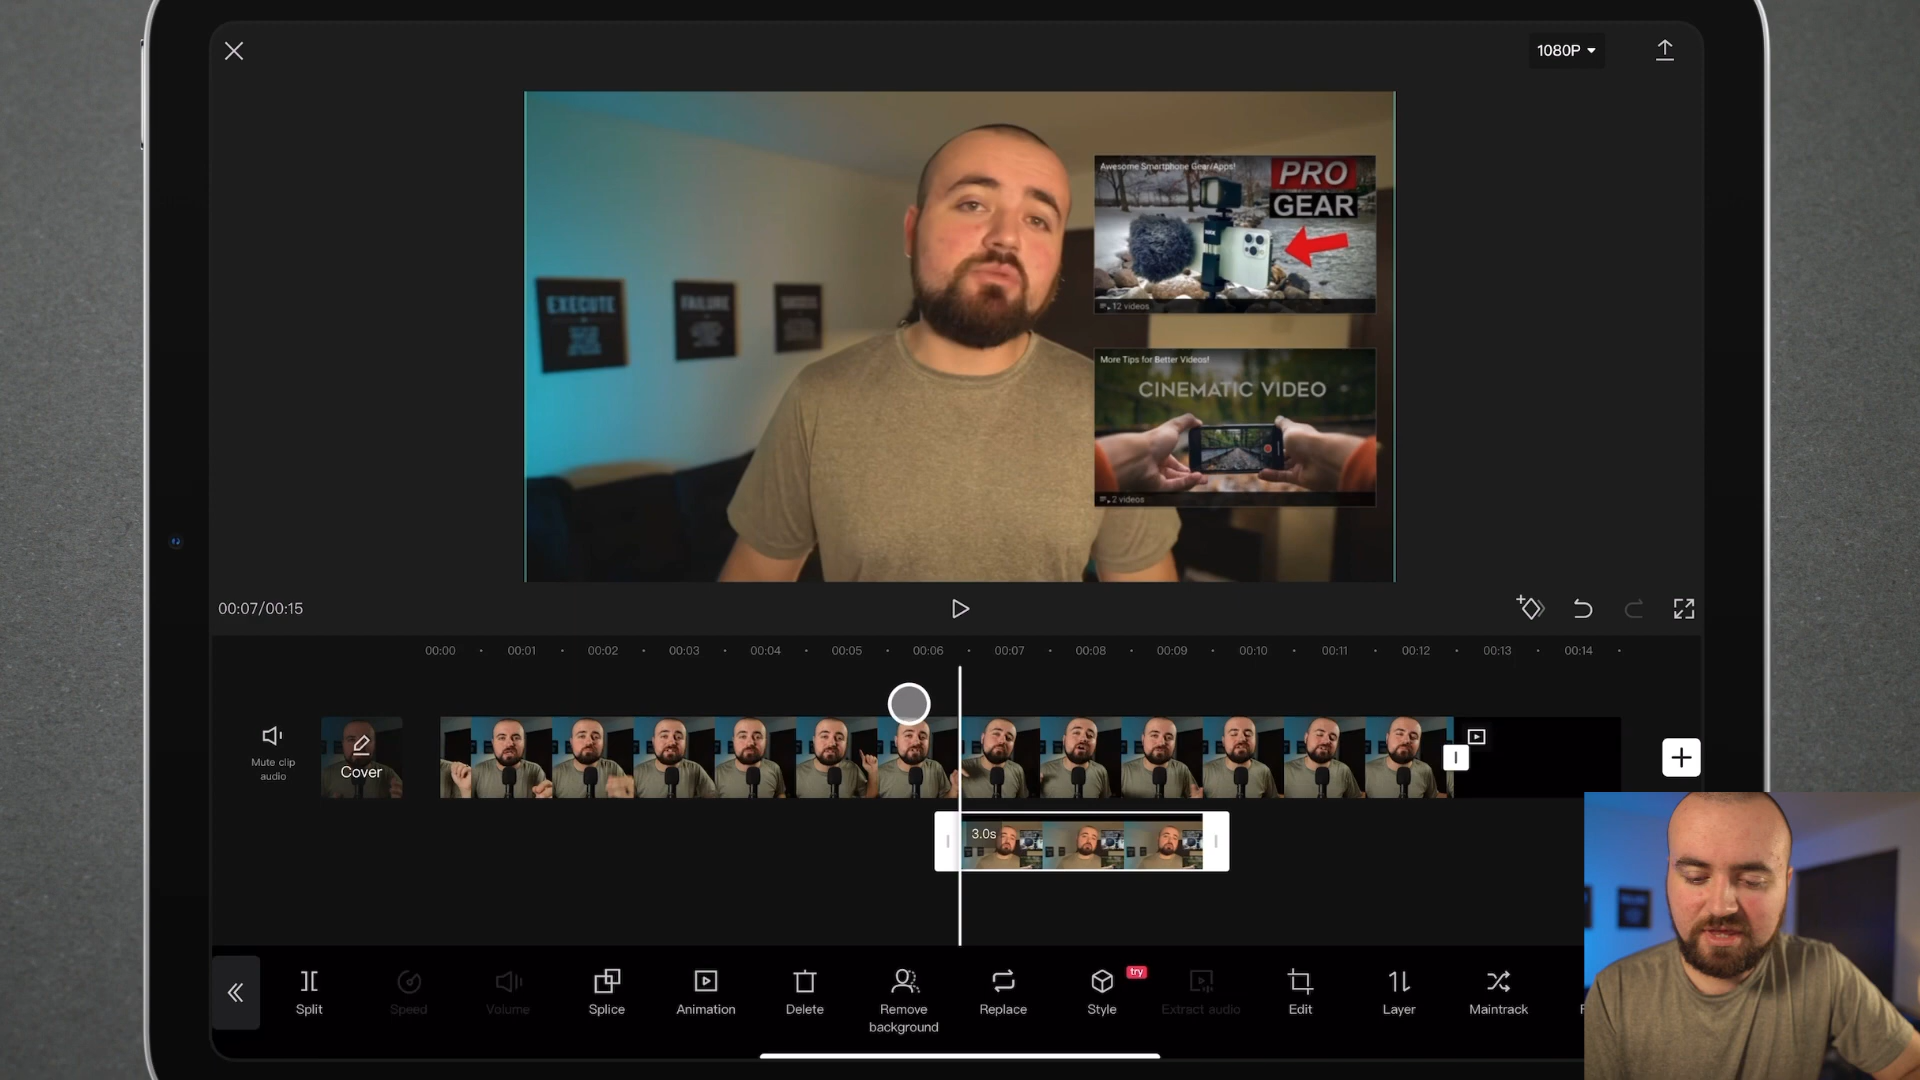 1080P
Awesome Smartphone Gear/Apps!
PRO
GEAR
12 videos
EXECUTE
FAILURE
SUCCESS
More Tips for Better Videos!
CINEMATIC VIDEO
2 videos
00:07/00:15
00:00 00:01 00:02 00:03 00:04 00:05 00:06 00:07 00:08 00:09 00:10 00:11 00:12 00:13 00:14
Mute clip
audio
Cover
3.0s
Split
Speed
Volume
Splice
Animation
Delete
Remove
background
Replace
Style
try
Extract audio
Edit
Layer
Maintrack